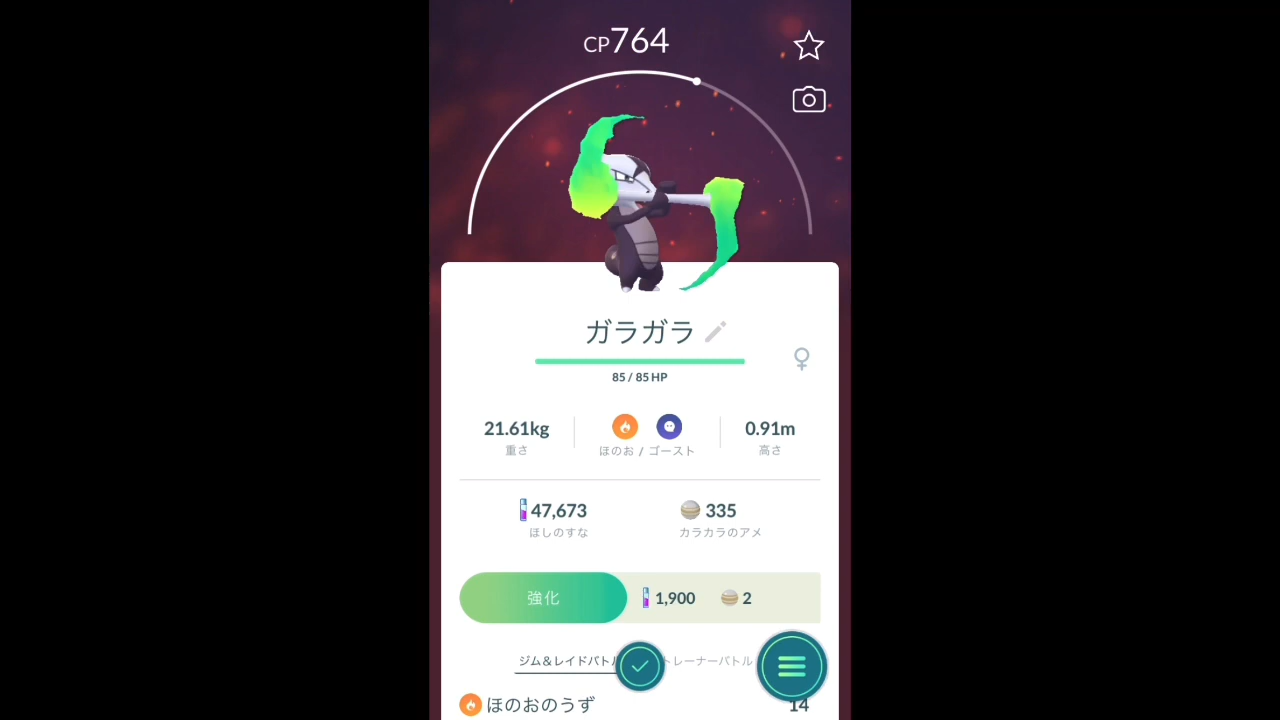 CP764
ガラガラ
85 / 85 HP
21.61kg
重さ
ほのお / ゴースト
0.91m
高さ
47,673
ほしのすな
335
カラカラのアメ
強化
1,900
2
ジム＆レイドバトル
トレーナーバトル
ほのおのうず
14